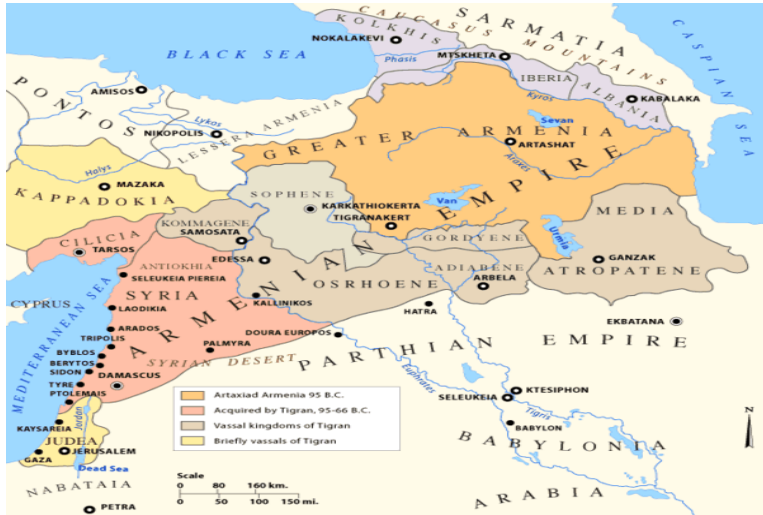 SARMATIA
CAUCASUS MOUNTAINS
KOLKHIS
NOKALAKEVI
BLACK SEA
CASPIAN SEA
MTSKHETA
Phasis
IBERIA
ALBANIA
KABALAKA
AMISOS
PONTOS
Lykos
NIKOPOLIS
LESSERA ARMENIA
Kyros
Sevan
GREATER ARMENIA
ARTASHAT
Araxes
Halys
MAZAKA
KAPPADOKIA
SOPHENE
KARKATHIOKERTA
TIGRANAKERT
Van
ARMENIAN EMPIRE
KOMMAGENE
SAMOSATA
CILICIA
TARSOS
GORDYENE
Urmia
MEDIA
ATROPATENE
GANZAK
EDESSA
ADIABENE
ARBELA
OSRHOENE
ANTIOKHIA
SELEUKEIA PIEREIA
SYRIA
KALLINIKOS
CYPRUS
MEDITERRANEAN SEA
LAODIKIA
HATRA
ARADOS
DOURA EUROPOS
EKBATANA
TRIPOLIS
BYBLOS
PALMYRA
BERYTOS
SYRIAN DESERT
PARTHIAN EMPIRE
SIDON
DAMASCUS
TYRE
PTOLEMAIS
Euphrates
KTESIPHON
SELEUKEIA
Tigris
BABYLON
BABYLONIA
KAYSAREIA
Jordan
JUDEA
JERUSALEM
GAZA
Dead Sea
NABATAIA
PETRA
ARABIA
Artaxiad Armenia 95 B.C.
Acquired by Tigran, 95-66 B.C.
Vassal kingdoms of Tigran
Briefly vassals of Tigran
Scale
0 80 160 km.
0 50 100 150 mi.
N